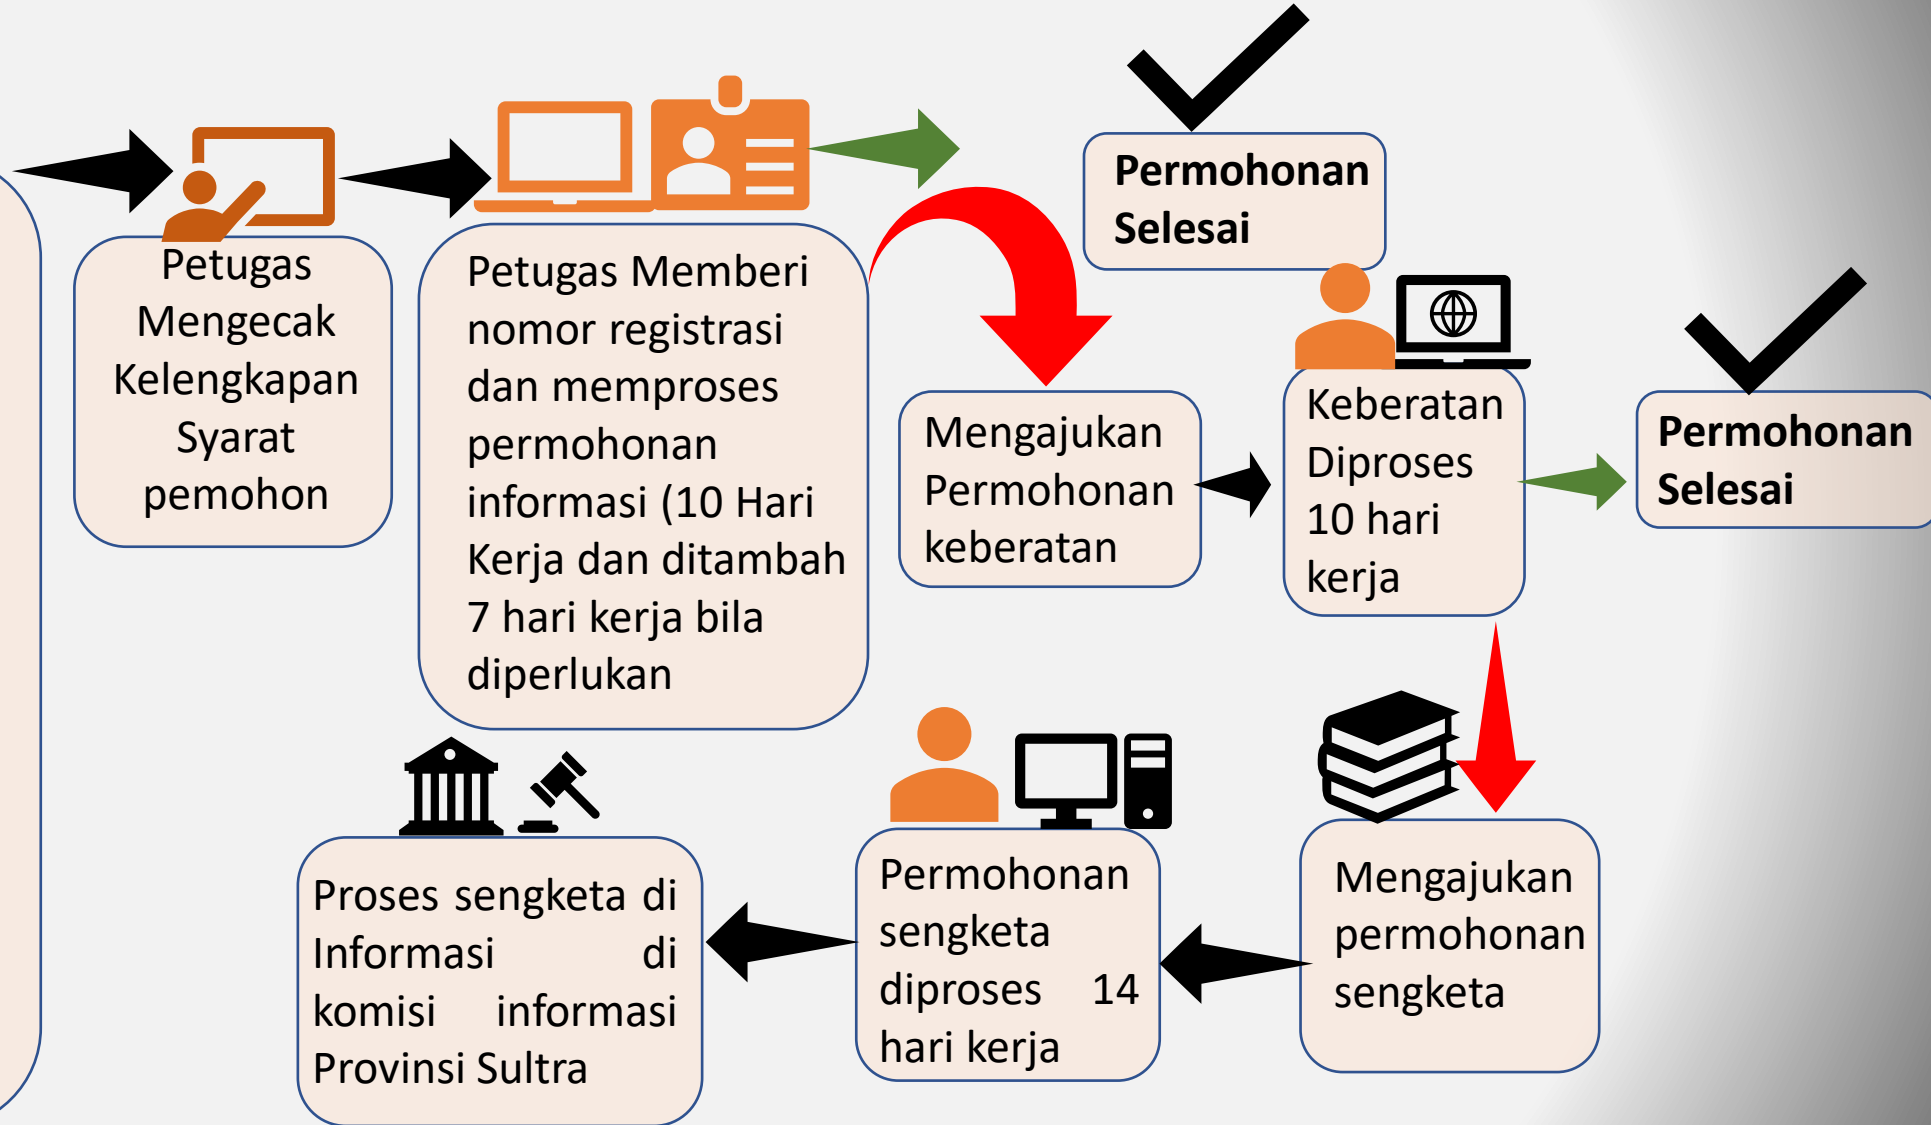 Petugas
Mengecak
Kelengkapan
Syarat
pemohon
Petugas Memberi
nomor registrasi
dan memproses
permohonan
informasi (10 Hari
Kerja dan ditambah
7 hari kerja bila
diperlukan
Permohonan
Selesai
Mengajukan
Permohonan
keberatan
Keberatan
Diproses
10 hari
kerja
Permohonan
Selesai
Mengajukan
permohonan
sengketa
Permohonan
sengketa
diproses 14
hari kerja
Proses sengketa di
Informasi di
komisi informasi
Provinsi Sultra